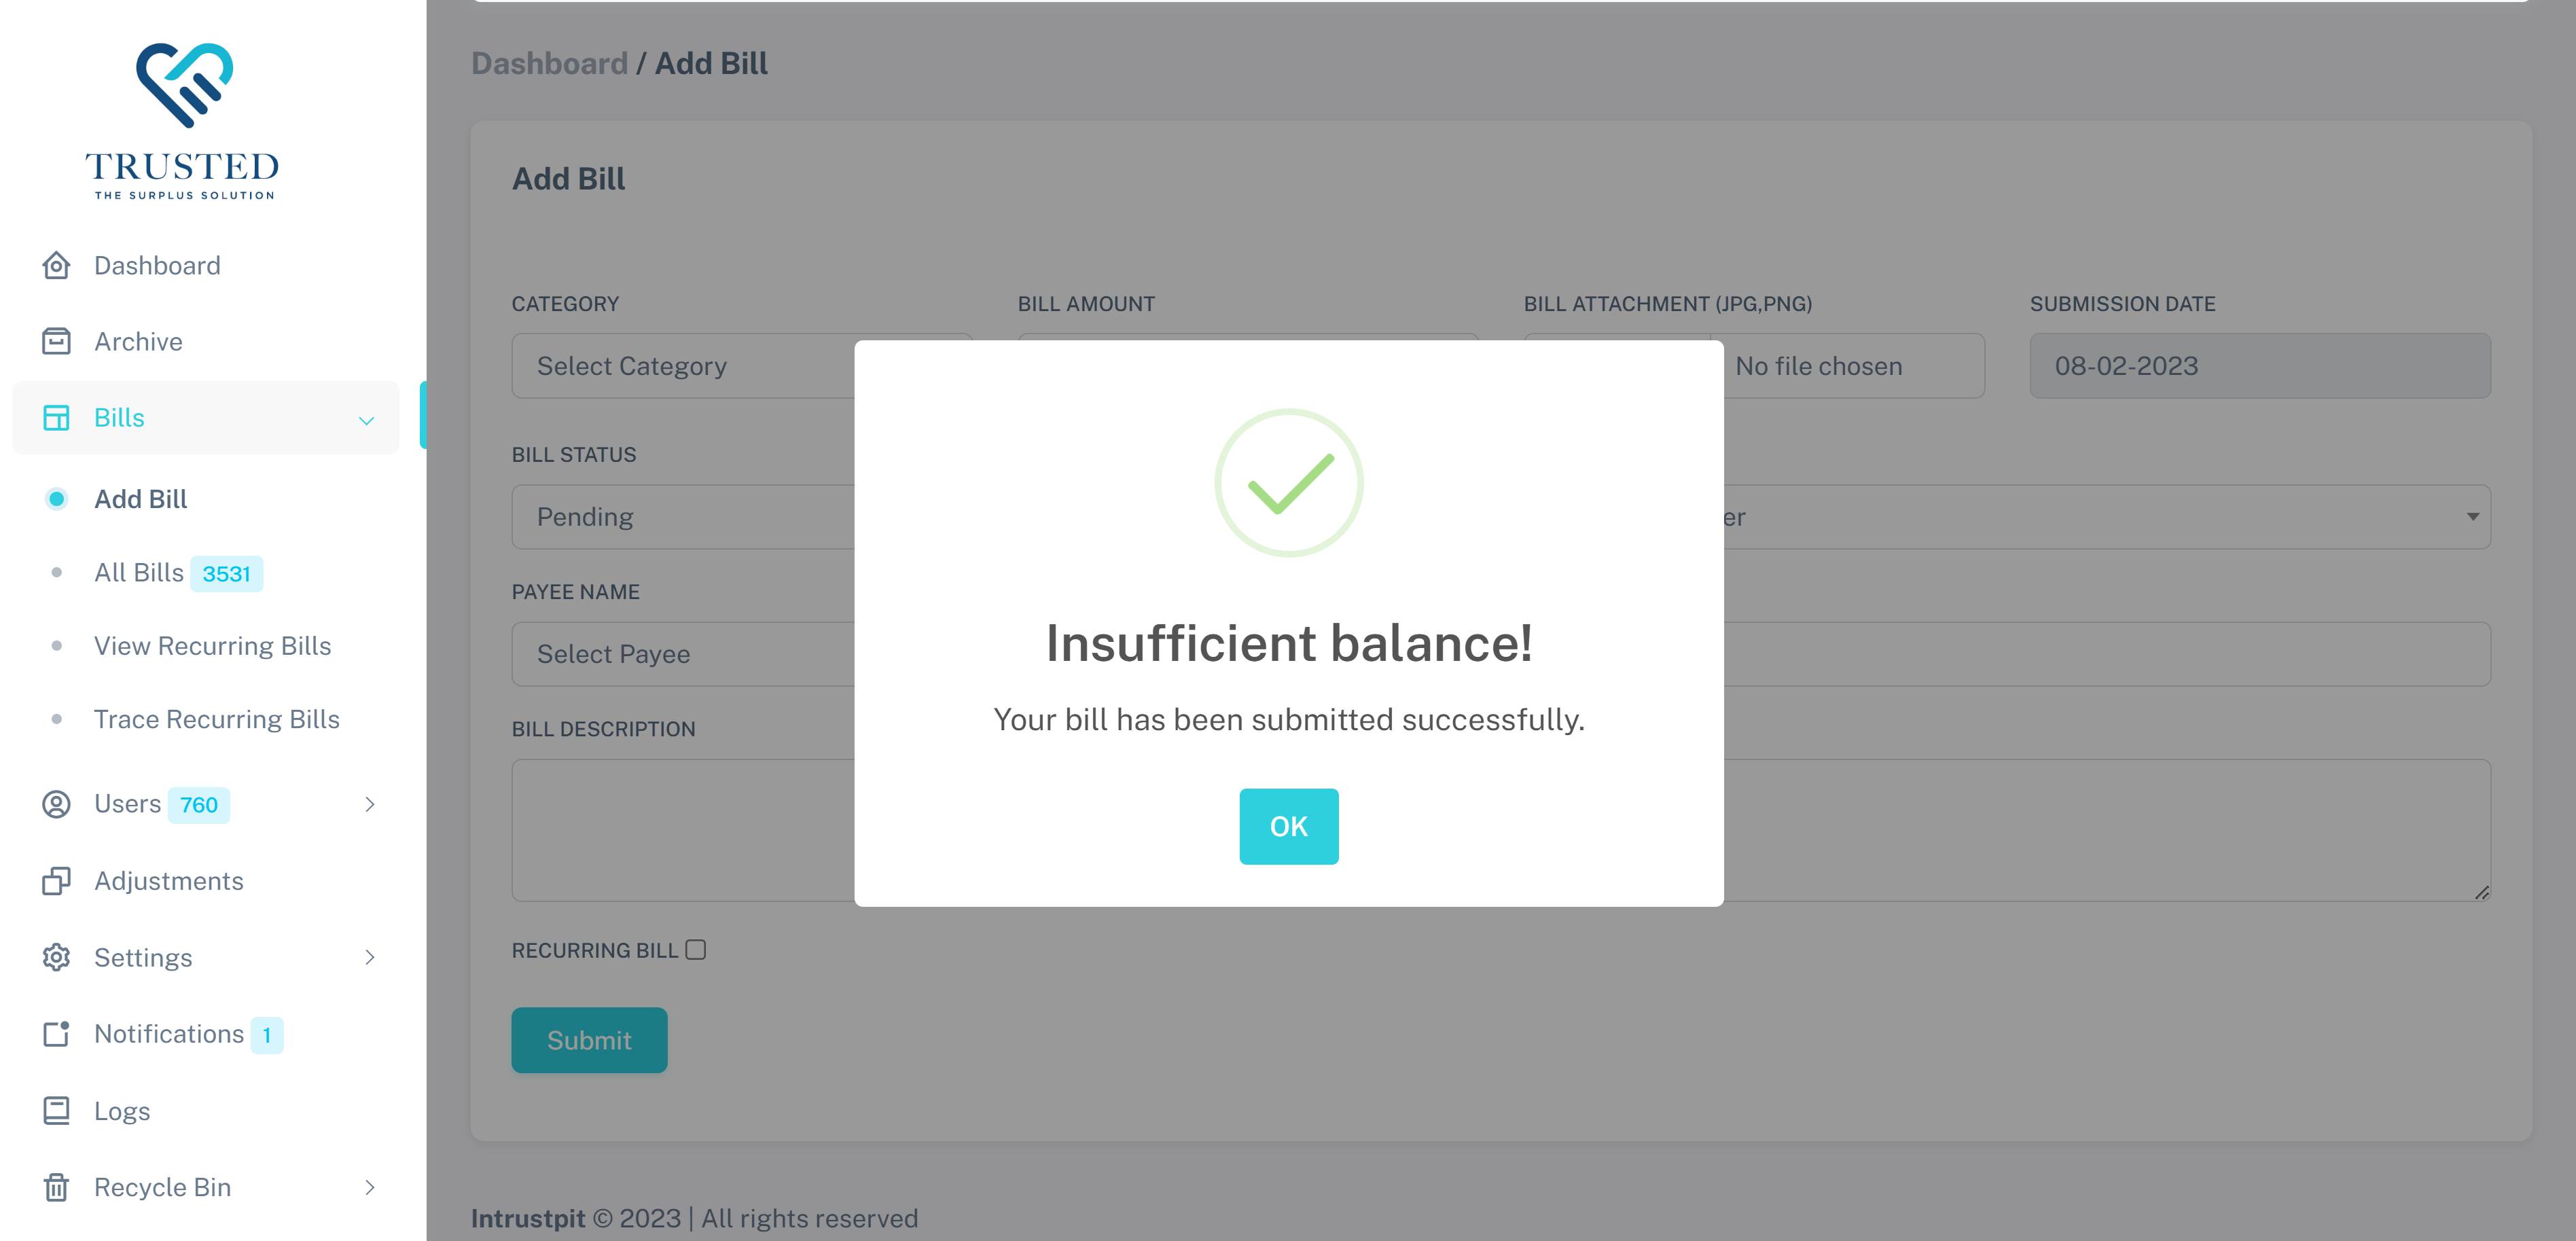 TRUSTED
THE SURPLUS SOLUTION
Dashboard
Archive
Bills
Add Bill
All Bills 3531
View Recurring Bills
Trace Recurring Bills
Users 760
Adjustments
Settings
Notifications 1
Logs
Recycle Bin
Dashboard / Add Bill
Add Bill
CATEGORY
Select Category
BILL AMOUNT
BILL ATTACHMENT (JPG,PNG)
No file chosen
SUBMISSION DATE
08-02-2023
BILL STATUS
Pending
er
PAYEE NAME
Select Payee
BILL DESCRIPTION
RECURRING BILL
Submit
Insufficient balance!
Your bill has been submitted successfully.
OK
Intrustpit © 2023 | All rights reserved